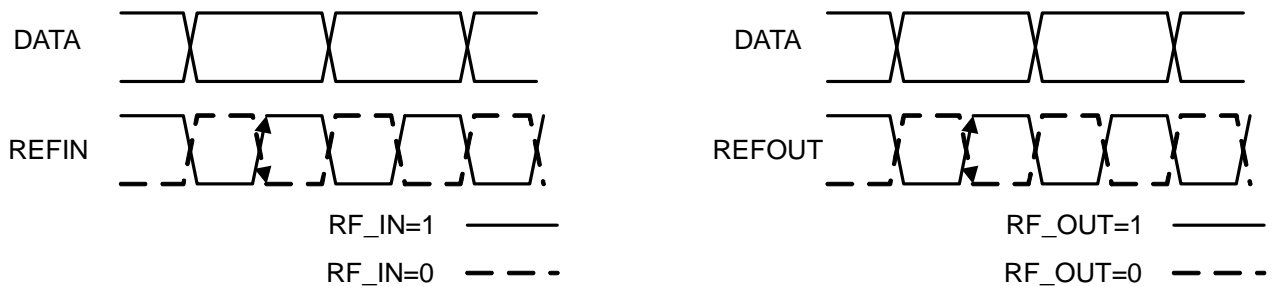 DATA
REFIN
RF_IN=1
RF_IN=0
DATA
REFOUT
RF_OUT=1
RF_OUT=0